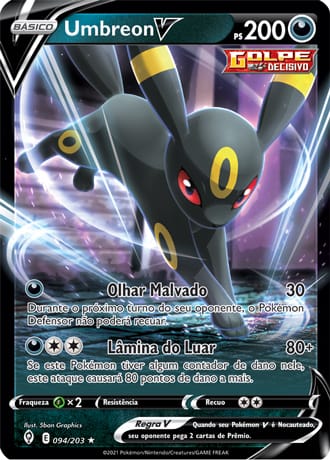 BÁSICO
Umbreon V PS 200
GOLPE DECISIVO
Olhar Malvado 30
Durante o próximo turno do seu oponente, o Pokémon
Defensor não poderá recuar.
Lâmina do Luar 80+
Se este Pokémon tiver algum contador de dano nele,
este ataque causará 80 pontos de dano a mais.
Fraqueza ×2 Resistência Recuo
Ilust. 5ban Graphics
E 094/203 ★
Regra V Quando seu Pokémon V é Nocauteado,
seu oponente pega 2 cartas de Prêmio.
©2021 Pokémon/Nintendo/Creatures/GAME FREAK